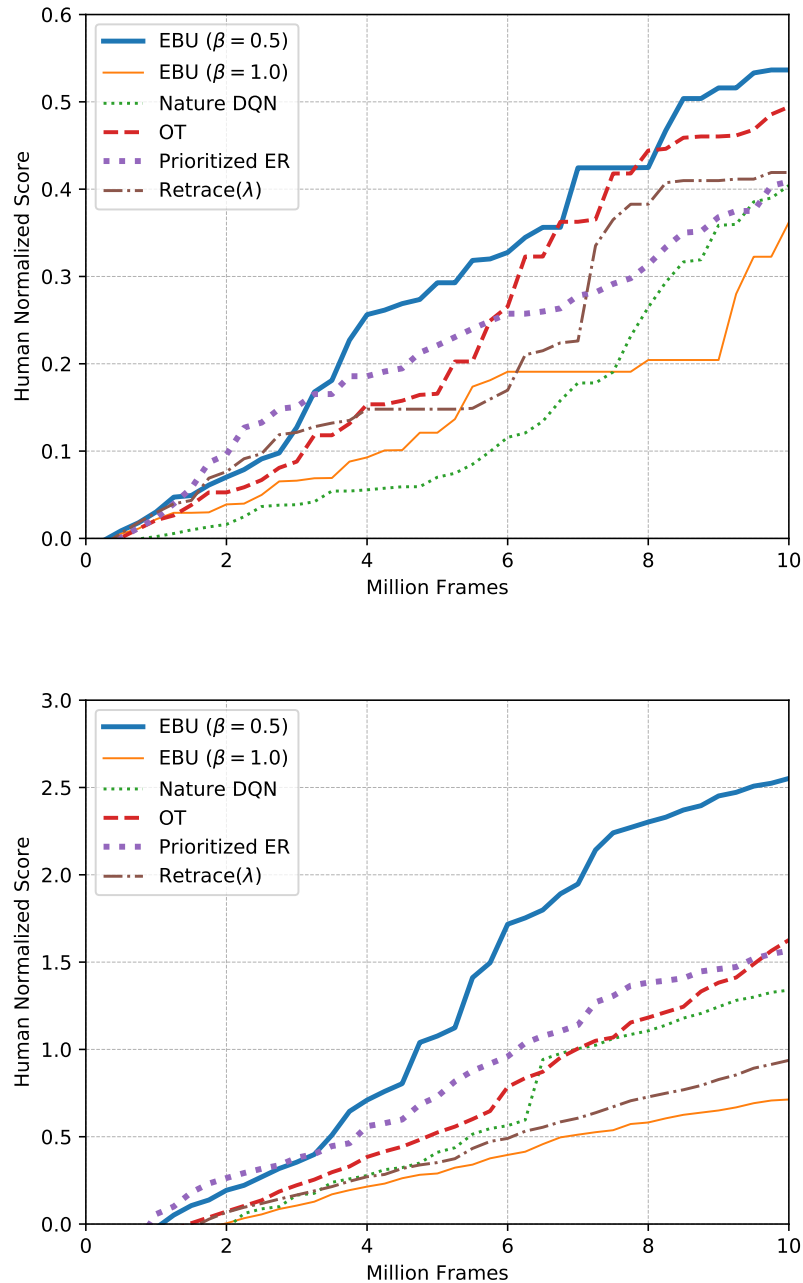 0.6
0.5
0.4
0.3
0.2
0.1
0.0
Human Normalized Score
EBU (β = 0.5)
EBU (β = 1.0)
Nature DQN
OT
Prioritized ER
Retrace(λ)
0 2 4 6 8 10
Million Frames
3.0
2.5
2.0
1.5
1.0
0.5
0.0
Human Normalized Score
EBU (β = 0.5)
EBU (β = 1.0)
Nature DQN
OT
Prioritized ER
Retrace(λ)
0 2 4 6 8 10
Million Frames